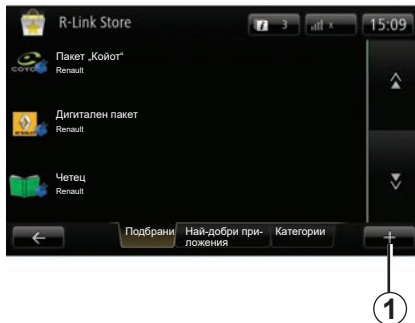 R-Link Store
3
x
15:09
Пакет „Койот“
Renault
COYOTE
Дигитален пакет
Renault
Четец
Renault
Подбрани
Най-добри при-
ложения
Категории
1